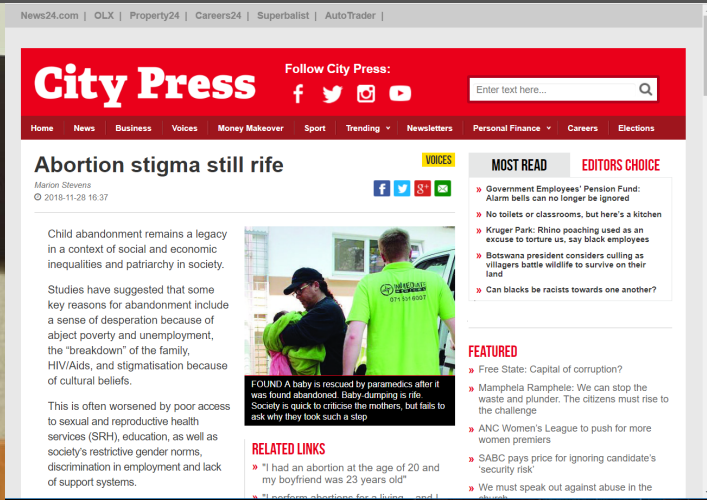 News24.com | OLX | Property24 | Careers24 | Superbalist | AutoTrader |
City Press
Follow City Press:
Enter text here...
Home News Business Voices Money Makeover Sport Trending Newsletters Personal Finance Careers Elections
Abortion stigma still rife
VOICES
Marion Stevens
2018-11-28 16:37
Child abandonment remains a legacy
in a context of social and economic
inequalities and patriarchy in society.
Studies have suggested that some
key reasons for abandonment include
a sense of desperation because of
abject poverty and unemployment,
the “breakdown” of the family,
HIV/Aids, and stigmatisation because
of cultural beliefs.
This is often worsened by poor access
to sexual and reproductive health
services (SRH), education, as well as
society's restrictive gender norms,
discrimination in employment and lack
of support systems.
071 331 6007
FOUND A baby is rescued by paramedics after it
was found abandoned. Baby-dumping is rife.
Society is quick to criticise the mothers, but fails to
ask why they took such a step
RELATED LINKS
» "I had an abortion at the age of 20 and
my boyfriend was 23 years old"
» "I perform abortions for a living – and I
MOST READ EDITORS CHOICE
» Government Employees' Pension Fund:
Alarm bells can no longer be ignored
» No toilets or classrooms, but here's a kitchen
» Kruger Park: Rhino poaching used as an
excuse to torture us, say black employees
» Botswana president considers culling as
villagers battle wildlife to survive on their
land
» Can blacks be racists towards one another?
FEATURED
» Free State: Capital of corruption?
» Mamphela Ramphele: We can stop the
waste and plunder. The citizens must rise to
the challenge
» ANC Women's League to push for more
women premiers
» SABC pays price for ignoring candidate's
‘security risk’
» We must speak out against abuse in the
church